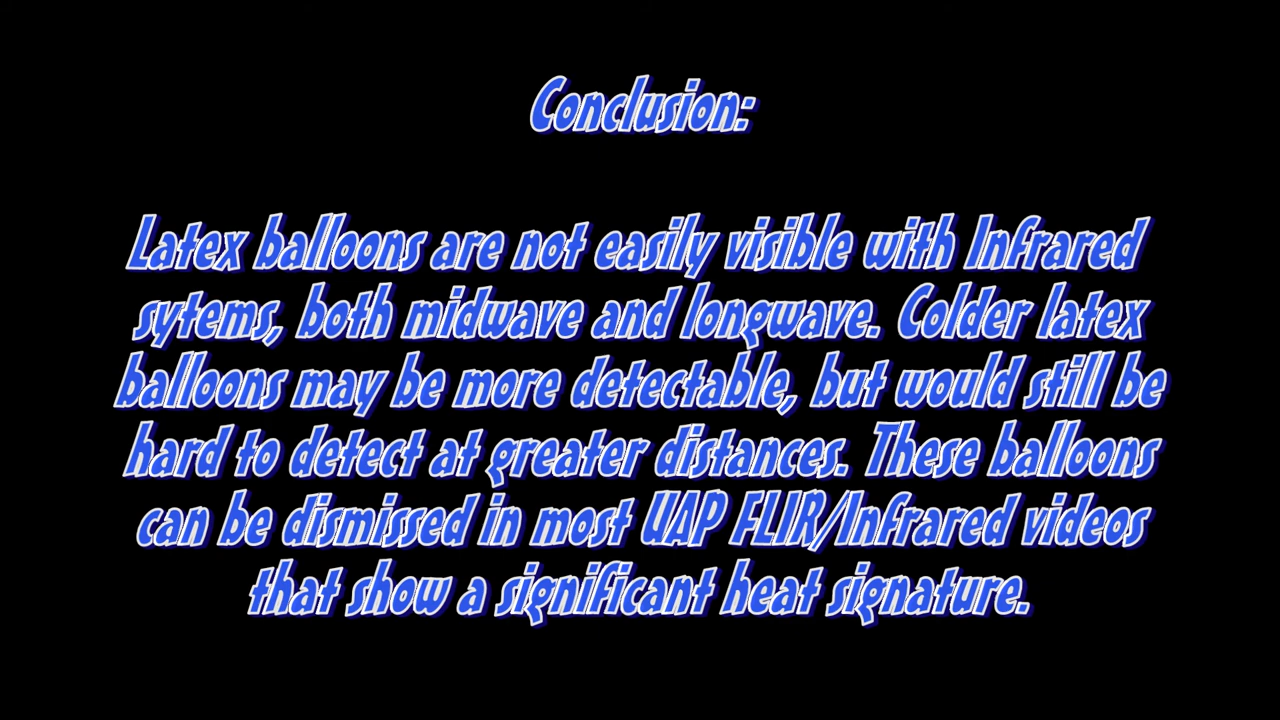 Conclusion:
Latex balloons are not easily visible with Infrared
sytems, both midwave and longwave. Colder latex
balloons may be more detectable, but would still be
hard to detect at greater distances. These balloons
can be dismissed in most UAP FLIR/Infrared videos
that show a significant heat signature.